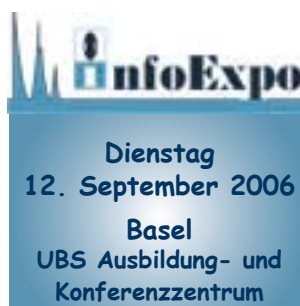 infoExpo
Dienstag
12. September 2006
Basel
UBS Ausbildung- und
Konferenzzentrum